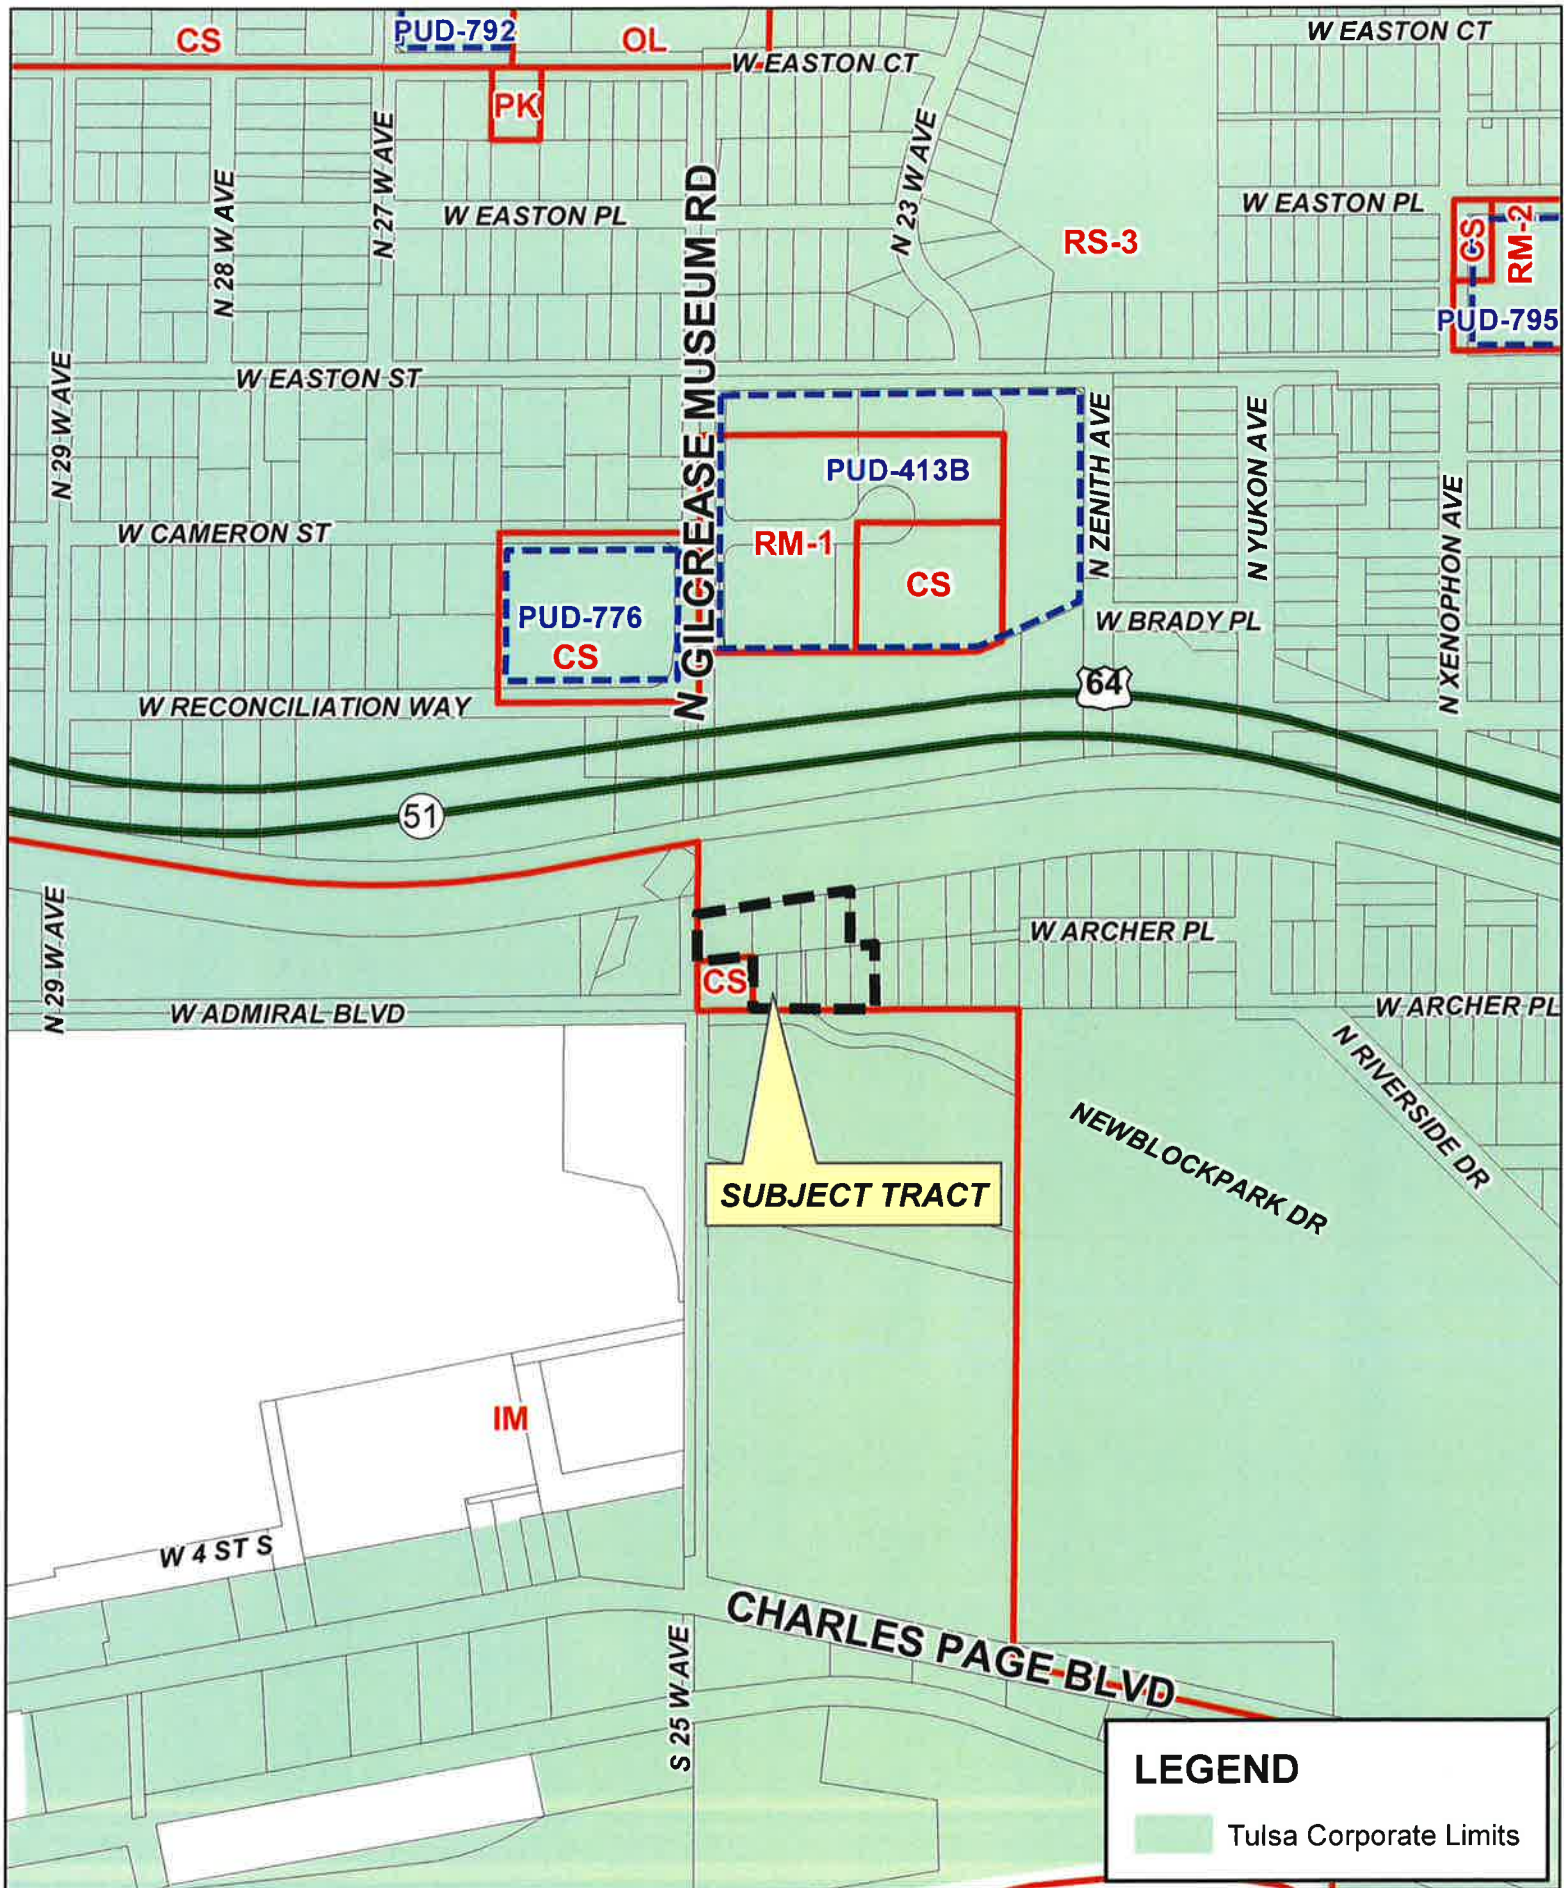 CS
PUD-792
OL
W EASTON CT
W EASTON CT
PK
N 28 W AVE
N 27 W AVE
W EASTON PL
N GILCREASE MUSEUM RD
N 23 W AVE
RS-3
W EASTON PL
CS
RM-2
PUD-795
N 29 W AVE
W EASTON ST
W CAMERON ST
PUD-413B
RM-1
CS
N ZENITH AVE
N YUKON AVE
N XENOPHON AVE
PUD-776
CS
W BRADY PL
W RECONCILIATION WAY
64
51
N 29 W AVE
W ARCHER PL
CS
W ADMIRAL BLVD
W ARCHER PL
N RIVERSIDE DR
NEWBLOCKPARK DR
SUBJECT TRACT
IM
W 4 ST S
CHARLES PAGE BLVD
S 25 W AVE
LEGEND
Tulsa Corporate Limits